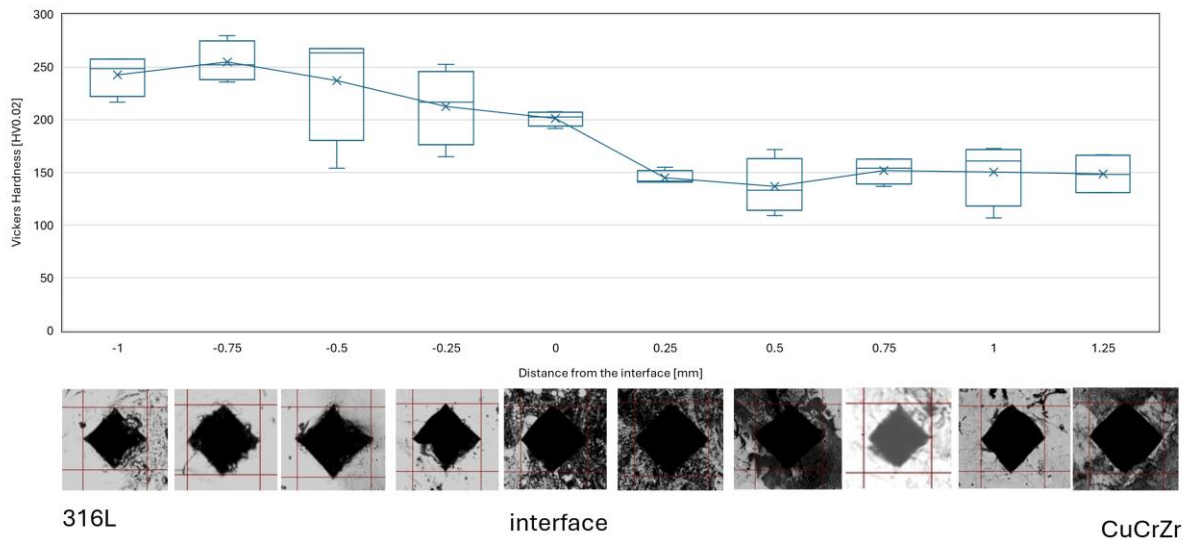 300
250
200
150
100
50
0
Vickers Hardness [HV0.02]
-1 -0.75 -0.5 -0.25 0 0.25 0.5 0.75 1 1.25
Distance from the interface [mm]
316L
interface
CuCrZr